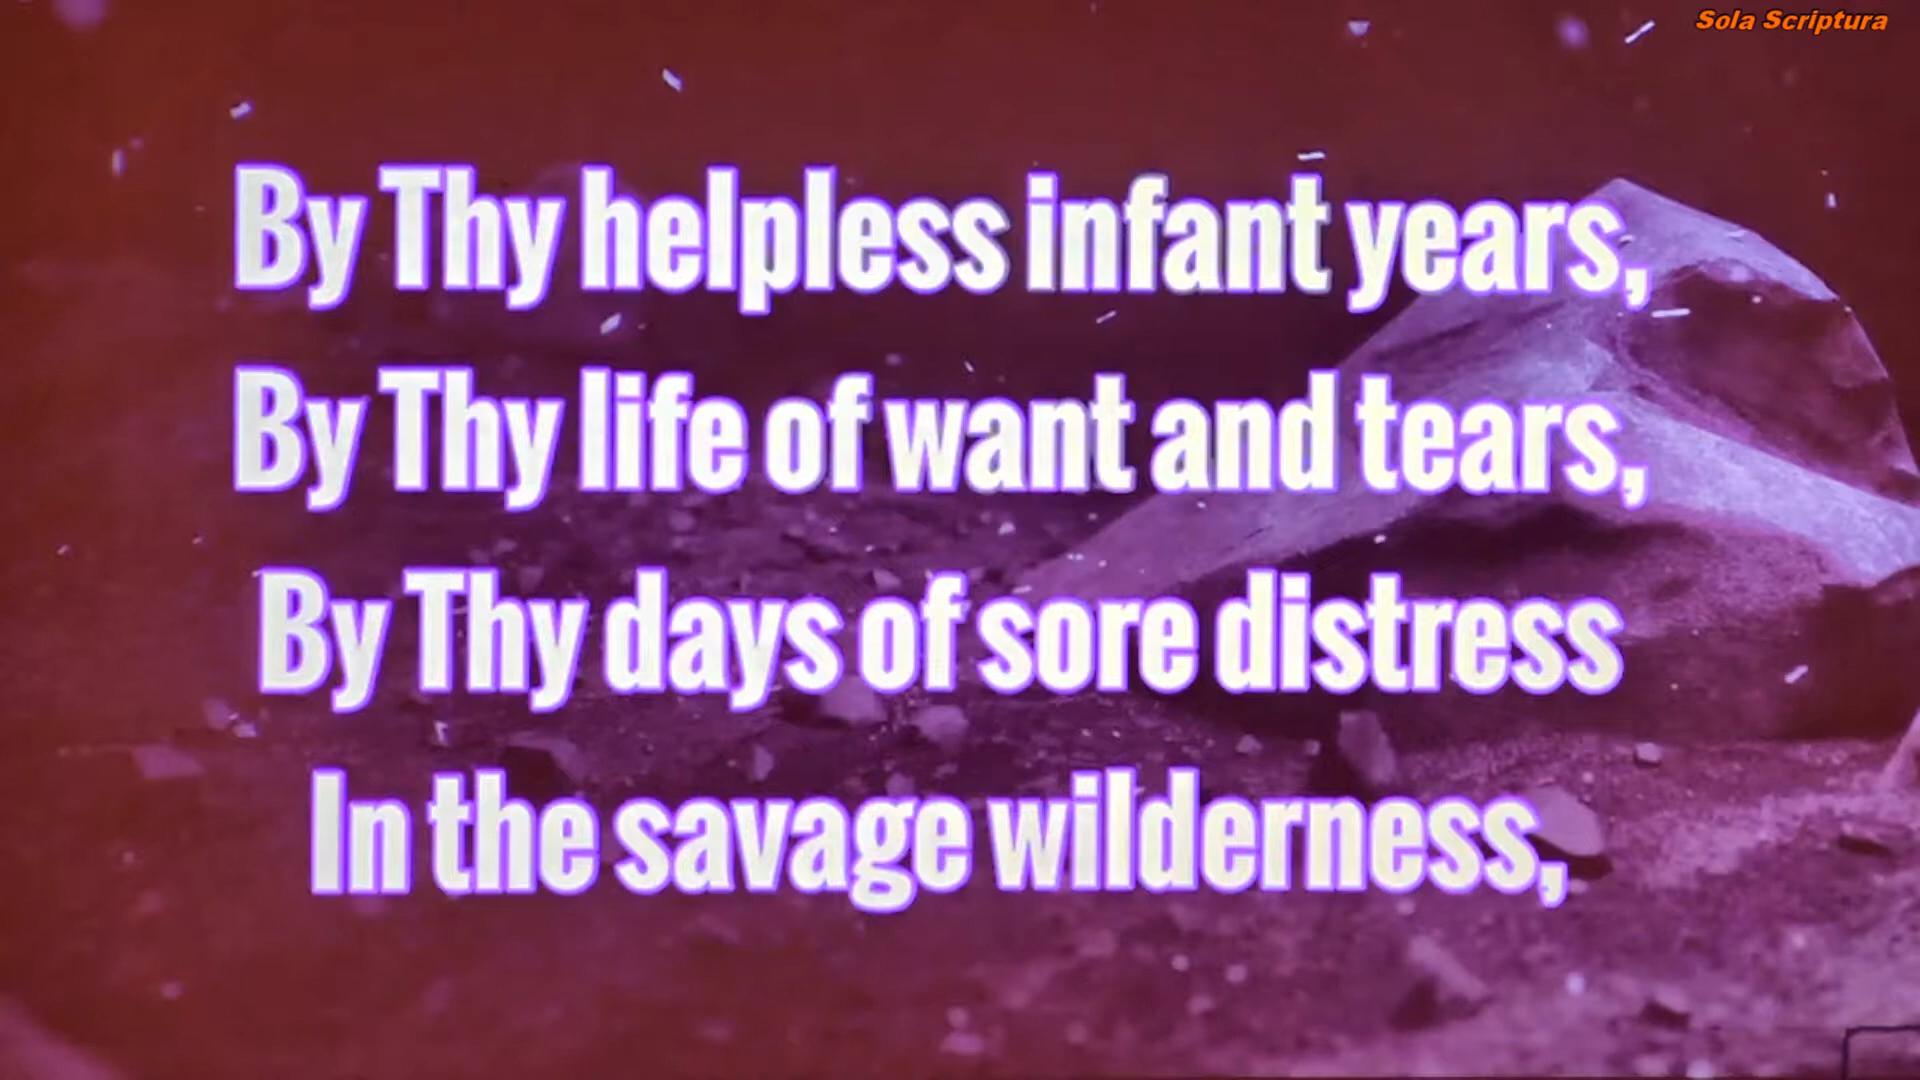 Sola Scriptura
By Thy helpless infant years,
By Thy life of want and tears,
By Thy days of sore distress
In the savage wilderness,